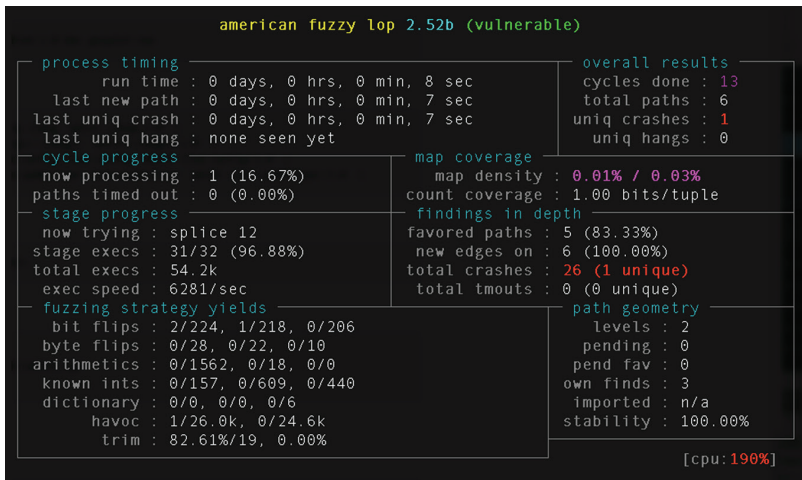 american fuzzy lop 2.52b (vulnerable)
process timing overall results
run time : 0 days, 0 hrs, 0 min, 8 sec cycles done : 13
last new path : 0 days, 0 hrs, 0 min, 7 sec total paths : 6
last uniq crash : 0 days, 0 hrs, 0 min, 7 sec uniq crashes : 1
last uniq hang : none seen yet uniq hangs : 0
cycle progress map coverage
now processing : 1 (16.67%) map density : 0.01% / 0.03%
paths timed out : 0 (0.00%) count coverage : 1.00 bits/tuple
stage progress findings in depth
now trying : splice 12 favored paths : 5 (83.33%)
stage execs : 31/32 (96.88%) new edges on : 6 (100.00%)
total execs : 54.2k total crashes : 26 (1 unique)
exec speed : 6281/sec total tmouts : 0 (0 unique)
fuzzing strategy yields path geometry
bit flips : 2/224, 1/218, 0/206 levels : 2
byte flips : 0/28, 0/22, 0/10 pending : 0
arithmetics : 0/1562, 0/18, 0/0 pend fav : 0
known ints : 0/157, 0/609, 0/440 own finds : 3
dictionary : 0/0, 0/0, 0/6 imported : n/a
havoc : 1/26.0k, 0/24.6k stability : 100.00%
trim : 82.61%/19, 0.00%
[cpu:190%]